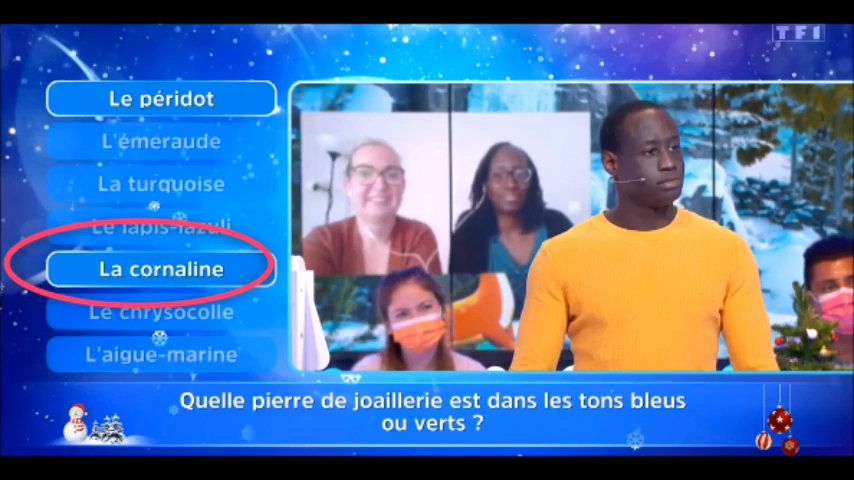 TF1
Le péridot
L'émeraude
La turquoise
Le lapis-lazuli
La cornaline
Le chrysocolle
L'aigue-marine
Quelle pierre de joaillerie est dans les tons bleus
ou verts ?